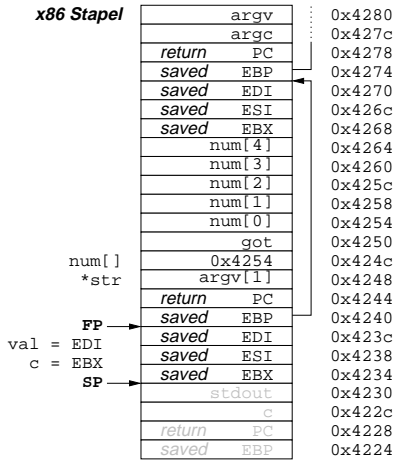 x86 Stapel argv 0x4280
argc 0x427c
return PC 0x4278
saved EBP 0x4274
saved EDI 0x4270
saved ESI 0x426c
saved EBX 0x4268
num[4] 0x4264
num[3] 0x4260
num[2] 0x425c
num[1] 0x4258
num[0] 0x4254
got 0x4250
num[] 0x4254 0x424c
*str argv[1] 0x4248
return PC 0x4244
FP saved EBP 0x4240
val = EDI saved EDI 0x423c
c = EBX saved ESI 0x4238
SP saved EBX 0x4234
stdout 0x4230
c 0x422c
return PC 0x4228
saved EBP 0x4224